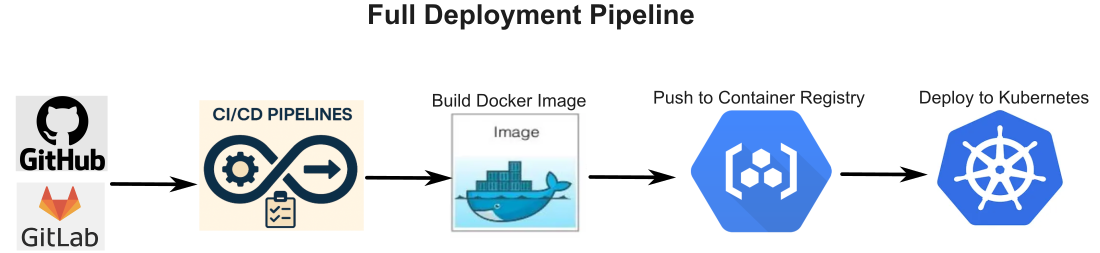 Full Deployment Pipeline
GitHub
GitLab
CI/CD PIPELINES
Build Docker Image
Image
Push to Container Registry
Deploy to Kubernetes